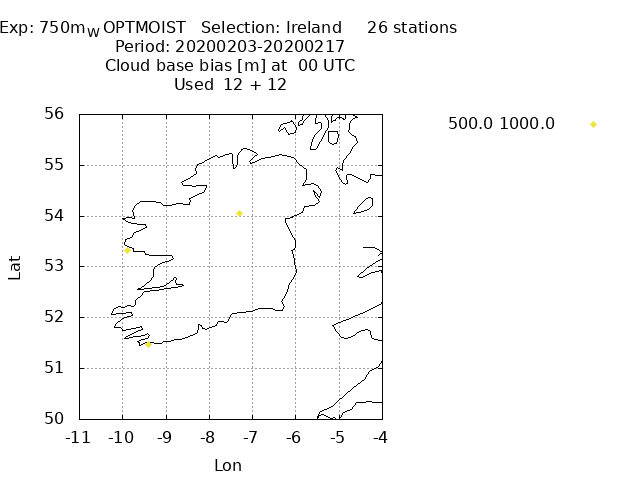 Exp: 750m_W OPTMOIST Selection: Ireland 26 stations
Period: 20200203-20200217
Cloud base bias [m] at 00 UTC
Used 12 + 12
500.0 1000.0
56
55
54
53
52
51
50
Lat
-11 -10 -9 -8 -7 -6 -5 -4
Lon